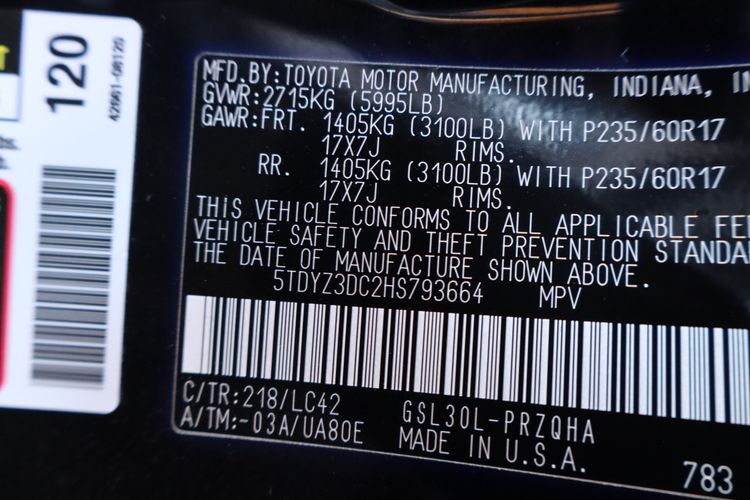 120
42661-08120
MFD.BY:TOYOTA MOTOR MANUFACTURING, INDIANA,
GVWR:2715KG (5995LB)
GAWR:FRT. 1405KG (3100LB) WITH P235/60R17
17X7J RIMS.
RR. 1405KG (3100LB) WITH P235/60R17
17X7J RIMS.
THIS VEHICLE CONFORMS TO ALL APPLICABLE
VEHICLE SAFETY AND THEFT PREVENTION
THE DATE OF MANUFACTURE SHOWN ABOVE.
5TDYZ3DC2HS793664 MPV
C/TR:218/LC42 GSL30L-PRZQHA
A/TM:-03A/UA80E MADE IN U.S.A.
783